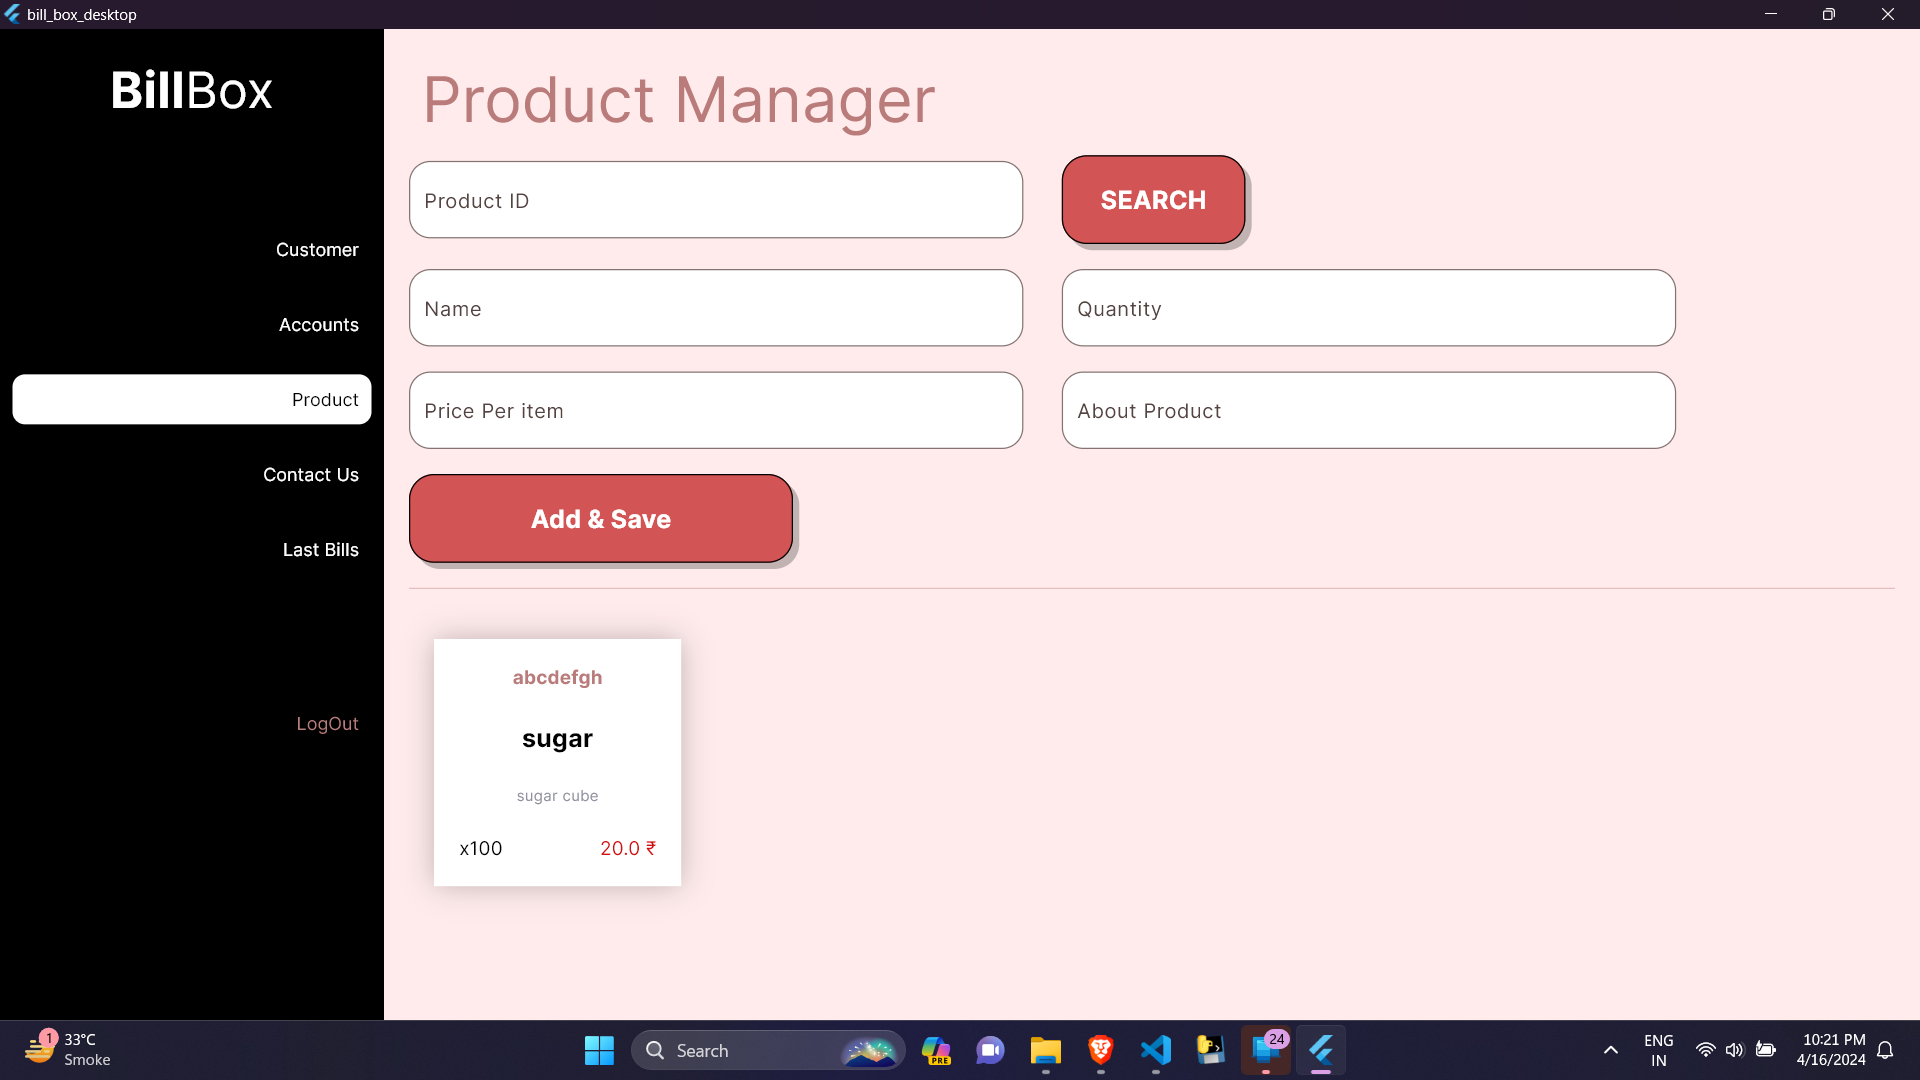 bill_box_desktop
BillBox
Customer
Accounts
Product
Contact Us
Last Bills
LogOut
Product Manager
Product ID
SEARCH
Name
Quantity
Price Per item
About Product
Add & Save
abcdefgh
sugar
sugar cube
x100 20.0 ₹
1
33°C
Smoke
Search
PRE
24
ENG
IN
10:21 PM
4/16/2024